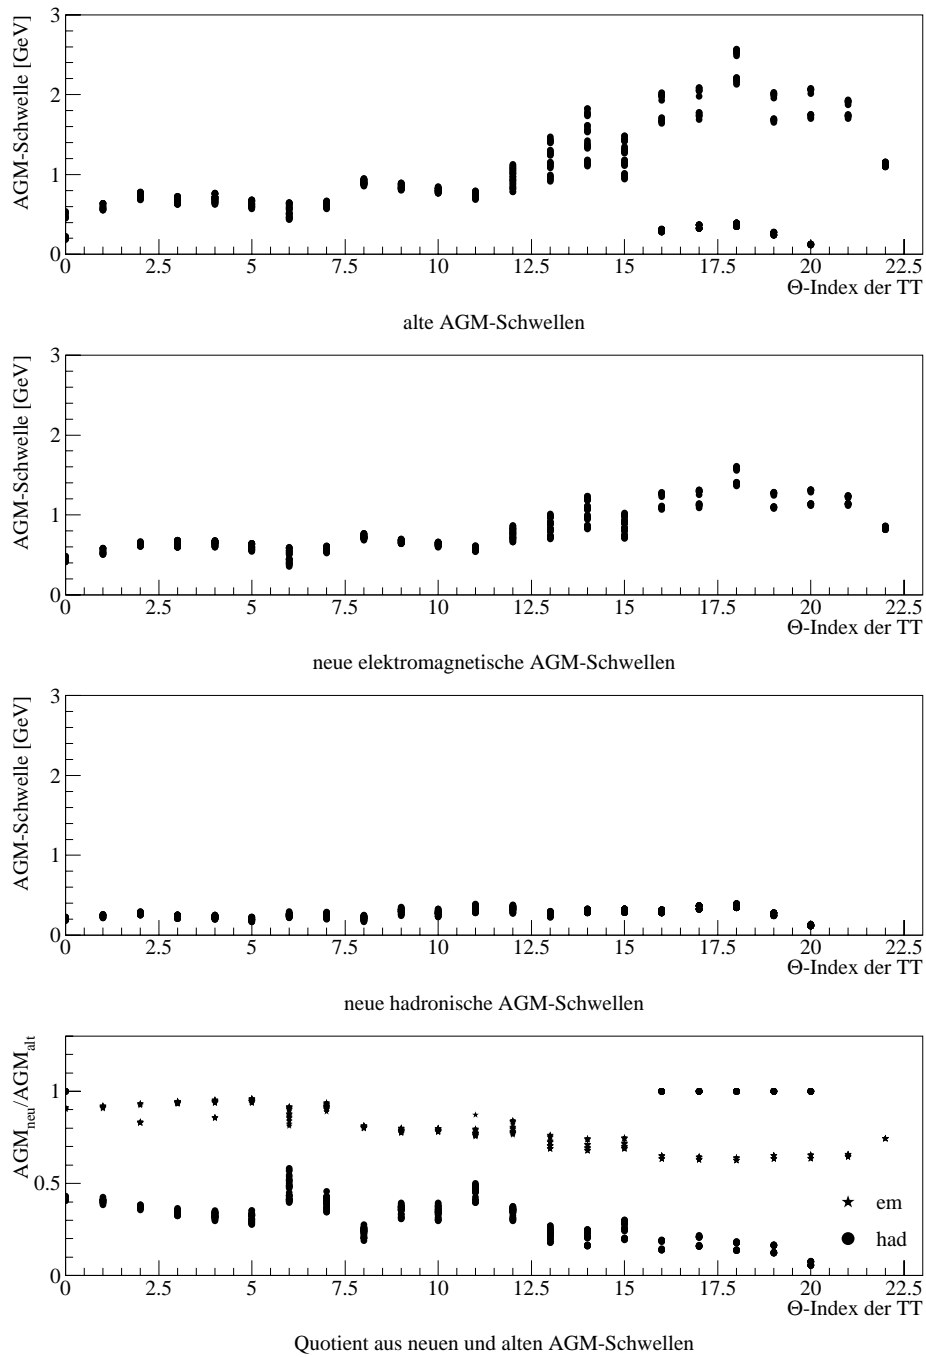 AGM-Schwelle [GeV]
3
2
1
0
0 2.5 5 7.5 10 12.5 15 17.5 20 22.5
Θ-Index der TT
alte AGM-Schwellen
AGM-Schwelle [GeV]
3
2
1
0
0 2.5 5 7.5 10 12.5 15 17.5 20 22.5
Θ-Index der TT
neue elektromagnetische AGM-Schwellen
AGM-Schwelle [GeV]
3
2
1
0
0 2.5 5 7.5 10 12.5 15 17.5 20 22.5
Θ-Index der TT
neue hadronische AGM-Schwellen
AGM_neu/AGM_alt
1
0.5
0
em
had
0 2.5 5 7.5 10 12.5 15 17.5 20 22.5
Θ-Index der TT
Quotient aus neuen und alten AGM-Schwellen